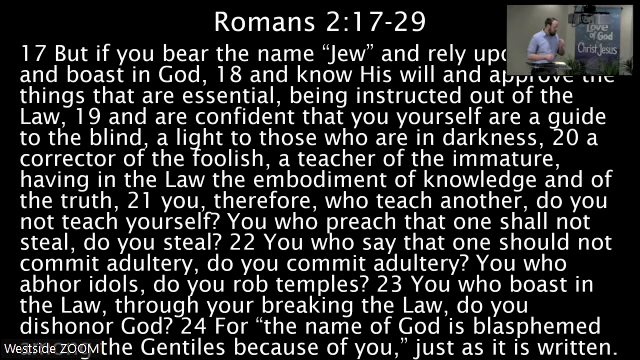 Romans 2:17-29
17 But if you bear the name “Jew” and rely
and boast in God, 18 and know His will and approve the
things that are essential, being instructed out of the
Law, 19 and are confident that you yourself are a guide
to the blind, a light to those who are in darkness, 20 a
corrector of the foolish, a teacher of the immature,
having in the Law the embodiment of knowledge and of
the truth, 21 you, therefore, who teach another, do you
not teach yourself? You who preach that one shall not
steal, do you steal? 22 You who say that one should not
commit adultery, do you commit adultery? You who
abhor idols, do you rob temples? 23 You who boast in
the Law, through your breaking the Law, do you
dishonor God? 24 For “the name of God is blasphemed
the Gentiles because of you,” just as it is written.
Westside ZOOM
Love
of God
Christ Jesus